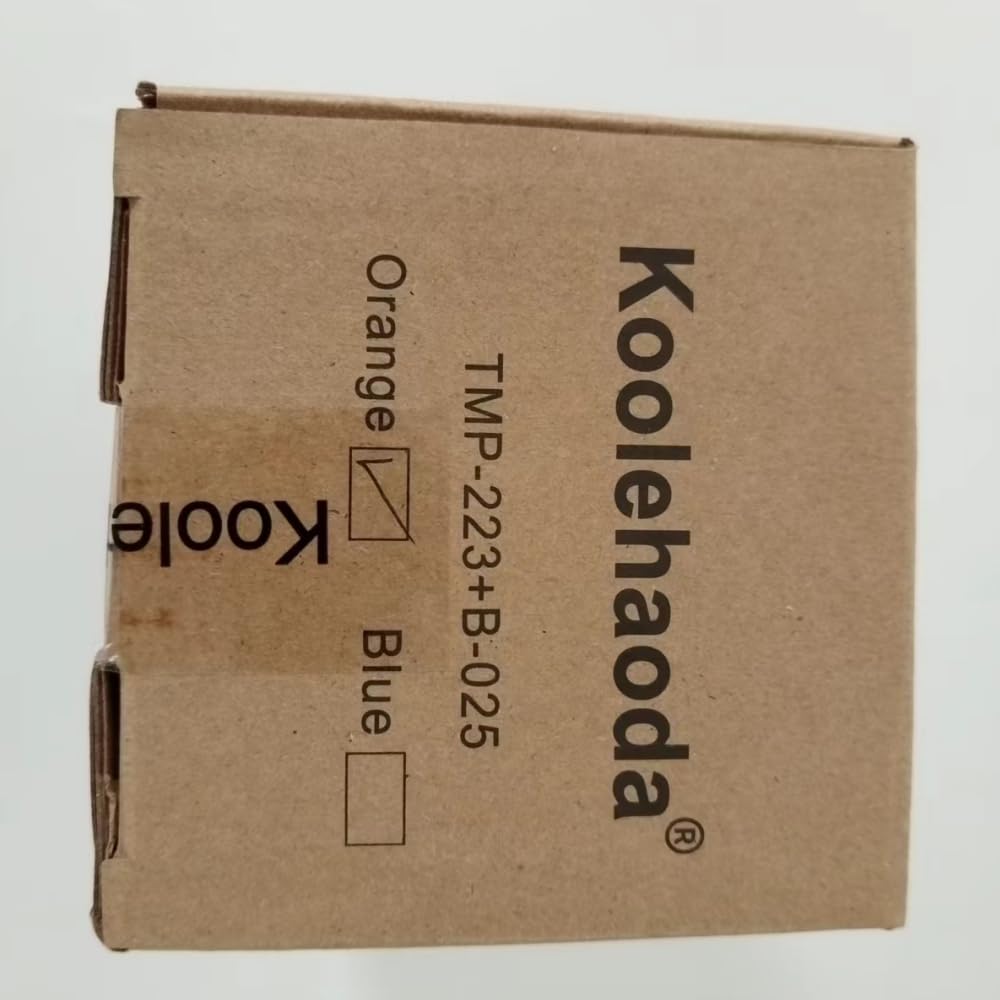 Koolehaoda®
TMP-223+B-025
Orange ☑ Blue ☐
Koole